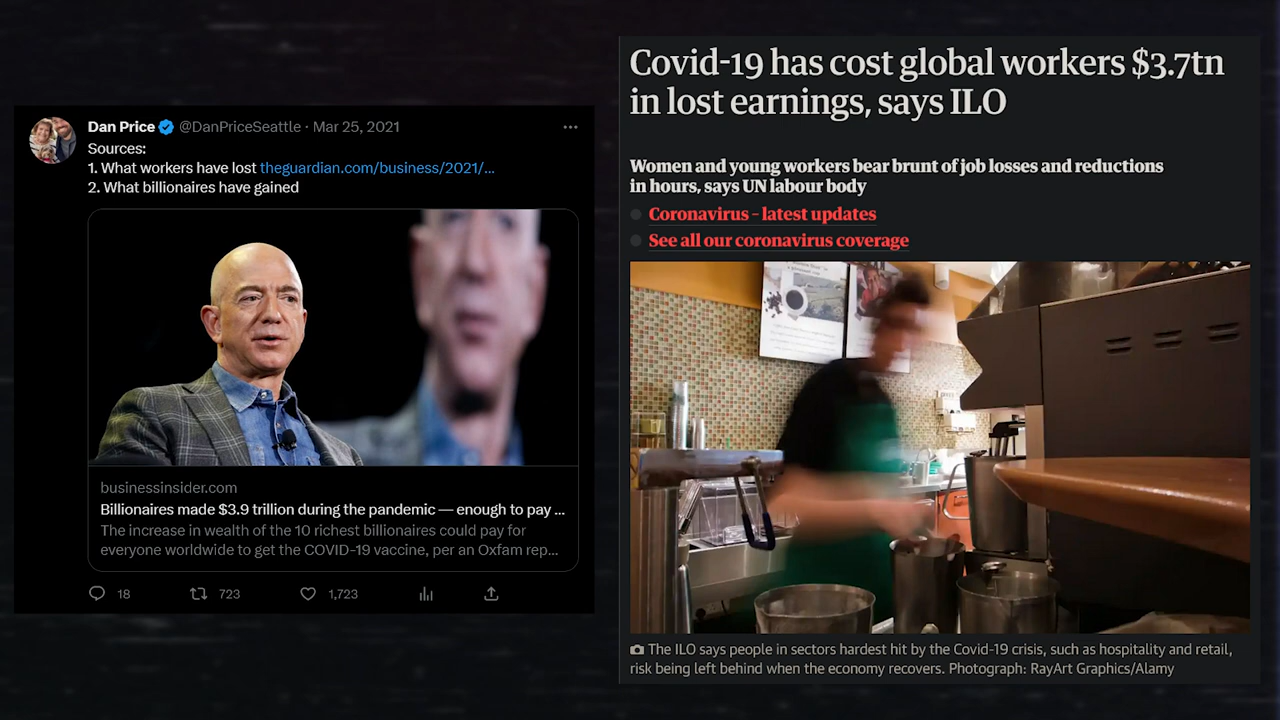 Dan Price @DanPriceSeattle · Mar 25, 2021
Sources:
1. What workers have lost theguardian.com/business/2021/...
2. What billionaires have gained
businessinsider.com
Billionaires made $3.9 trillion during the pandemic — enough to pay ...
The increase in wealth of the 10 richest billionaires could pay for
everyone worldwide to get the COVID-19 vaccine, per an Oxfam rep...
18 723 1,723
Covid-19 has cost global workers $3.7tn
in lost earnings, says ILO
Women and young workers bear brunt of job losses and reductions
in hours, says UN labour body
Coronavirus – latest updates
See all our coronavirus coverage
The ILO says people in sectors hardest hit by the Covid-19 crisis, such as hospitality and retail,
risk being left behind when the economy recovers. Photograph: RayArt Graphics/Alamy